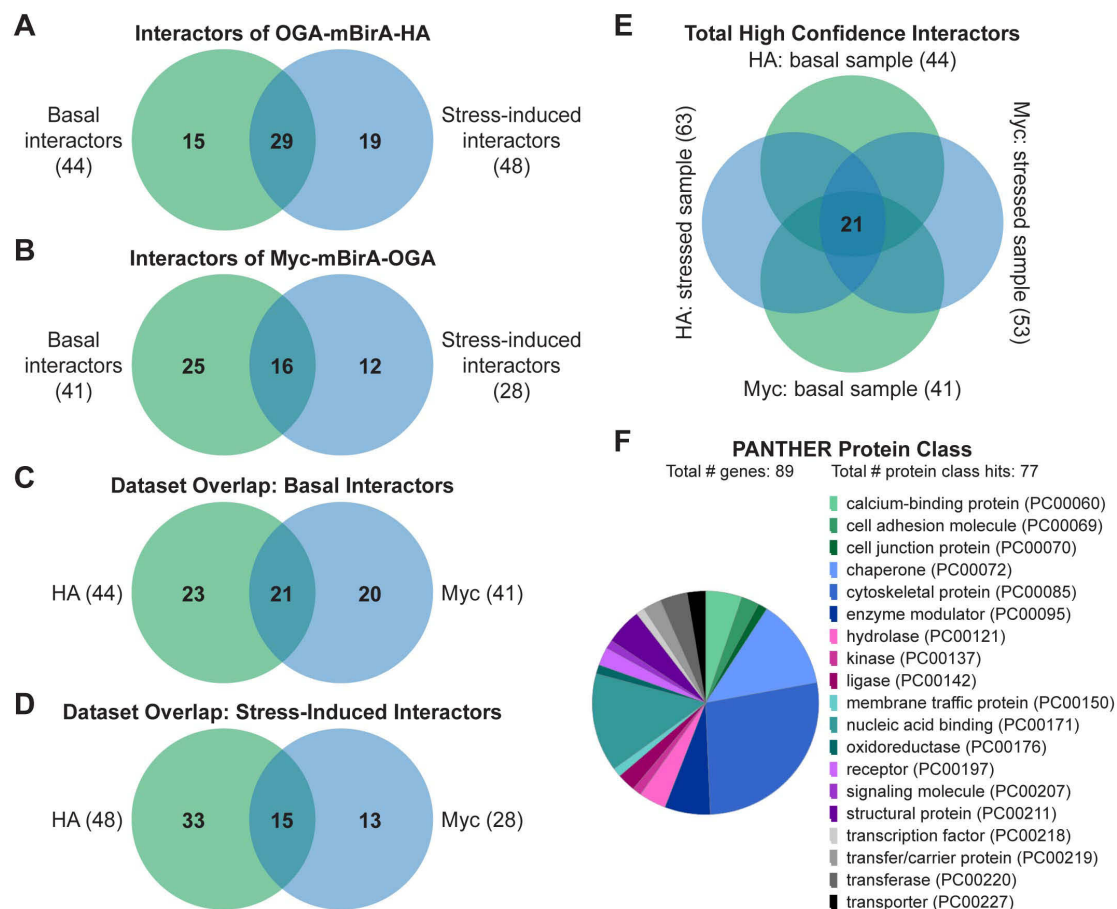 A
Interactors of OGA-mBirA-HA
Basal
interactors
(44)
15
29
19
Stress-induced
interactors
(48)
B
Interactors of Myc-mBirA-OGA
Basal
interactors
(41)
25
16
12
Stress-induced
interactors
(28)
C
Dataset Overlap: Basal Interactors
HA (44)
23
21
20
Myc (41)
D
Dataset Overlap: Stress-Induced Interactors
HA (48)
33
15
13
Myc (28)
E
Total High Confidence Interactors
HA: basal sample (44)
HA: stressed sample (63)
21
Myc: stressed sample (53)
Myc: basal sample (41)
F
PANTHER Protein Class
Total # genes: 89 Total # protein class hits: 77
calcium-binding protein (PC00060)
cell adhesion molecule (PC00069)
cell junction protein (PC00070)
chaperone (PC00072)
cytoskeletal protein (PC00085)
enzyme modulator (PC00095)
hydrolase (PC00121)
kinase (PC00137)
ligase (PC00142)
membrane traffic protein (PC00150)
nucleic acid binding (PC00171)
oxidoreductase (PC00176)
receptor (PC00197)
signaling molecule (PC00207)
structural protein (PC00211)
transcription factor (PC00218)
transfer/carrier protein (PC00219)
transferase (PC00220)
transporter (PC00227)